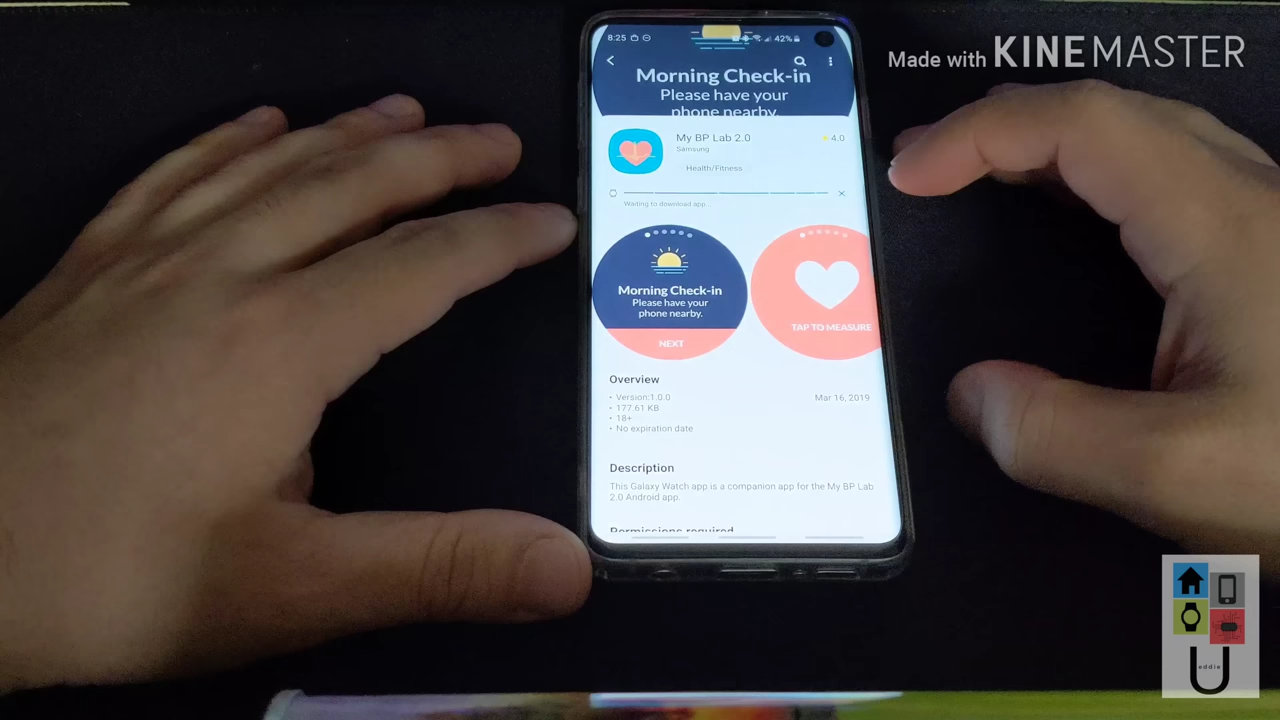 Made with KINEMASTER
8:25
42%
Morning Check-in
Please have your
phone nearby.
My BP Lab 2.0
4.0
Samsung
Health/Fitness
Waiting to download app...
Morning Check-in
Please have your
phone nearby.
NEXT
TAP TO MEASURE
Overview
• Version:1.0.0
Mar 16, 2019
• 177.61 KB
• 18+
• No expiration date
Description
This Galaxy Watch app is a companion app for the My BP Lab
2.0 Android app.
Permissions required
eddie
U